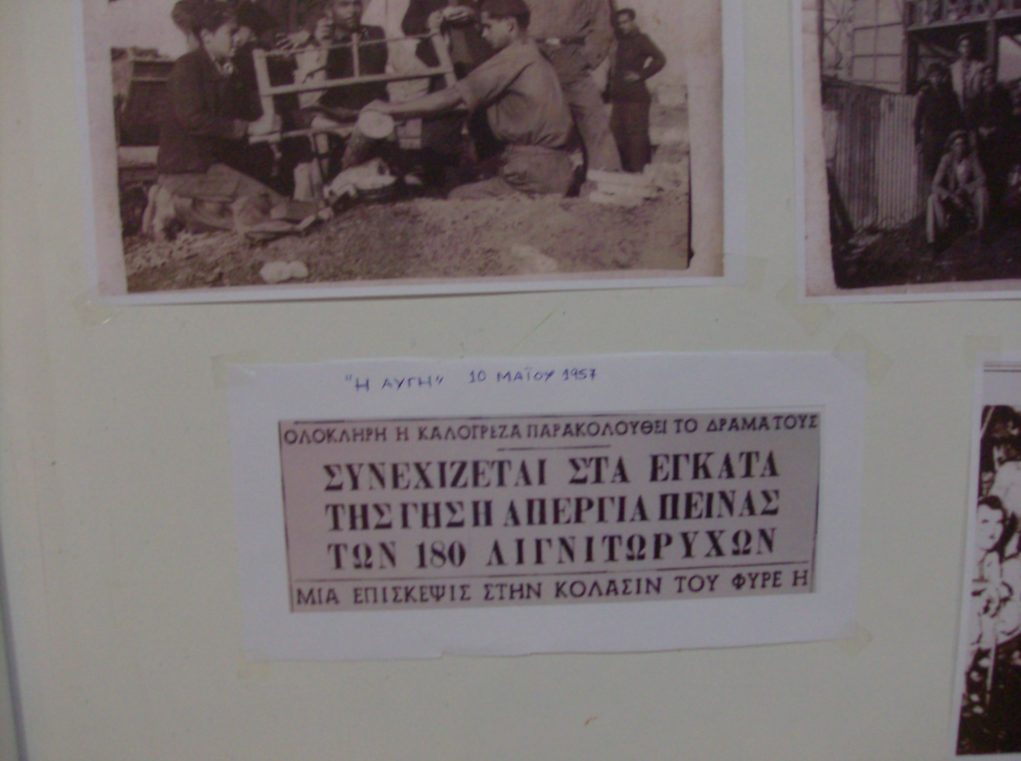 "Η ΑΥΓΗ" 10 ΜΑΪΟΥ 1957
ΟΛΟΚΛΗΡΗ Η ΚΑΛΟΓΡΕΖΑ ΠΑΡΑΚΟΛΟΥΘΕΙ ΤΟ ΔΡΑΜΑ ΤΟΥΣ
ΣΥΝΕΧΙΖΕΤΑΙ ΣΤΑ ΕΓΚΑΤΑ
ΤΗΣ ΓΗΣ Η ΑΠΕΡΓΙΑ ΠΕΙΝΑΣ
ΤΩΝ 180 ΛΙΓΝΙΤΩΡΥΧΩΝ
ΜΙΑ ΕΠΙΣΚΕΨΙΣ ΣΤΗΝ ΚΟΛΑΣΙΝ ΤΟΥ ΦΥΡΕ Η